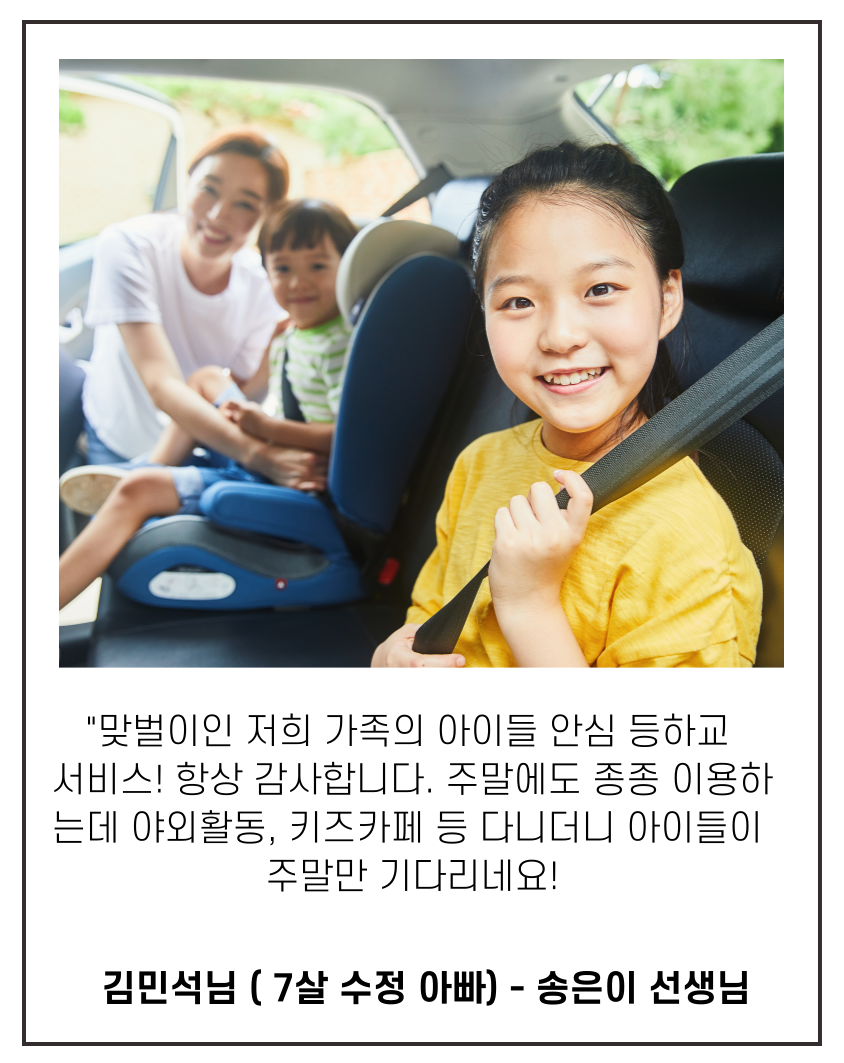 "맞벌이인 저희 가족의 아이들 안심 등하교
서비스! 항상 감사합니다. 주말에도 종종 이용하
는데 야외활동, 키즈카페 등 다니더니 아이들이
주말만 기다리네요!
김민석님 ( 7살 수정 아빠) - 송은이 선생님